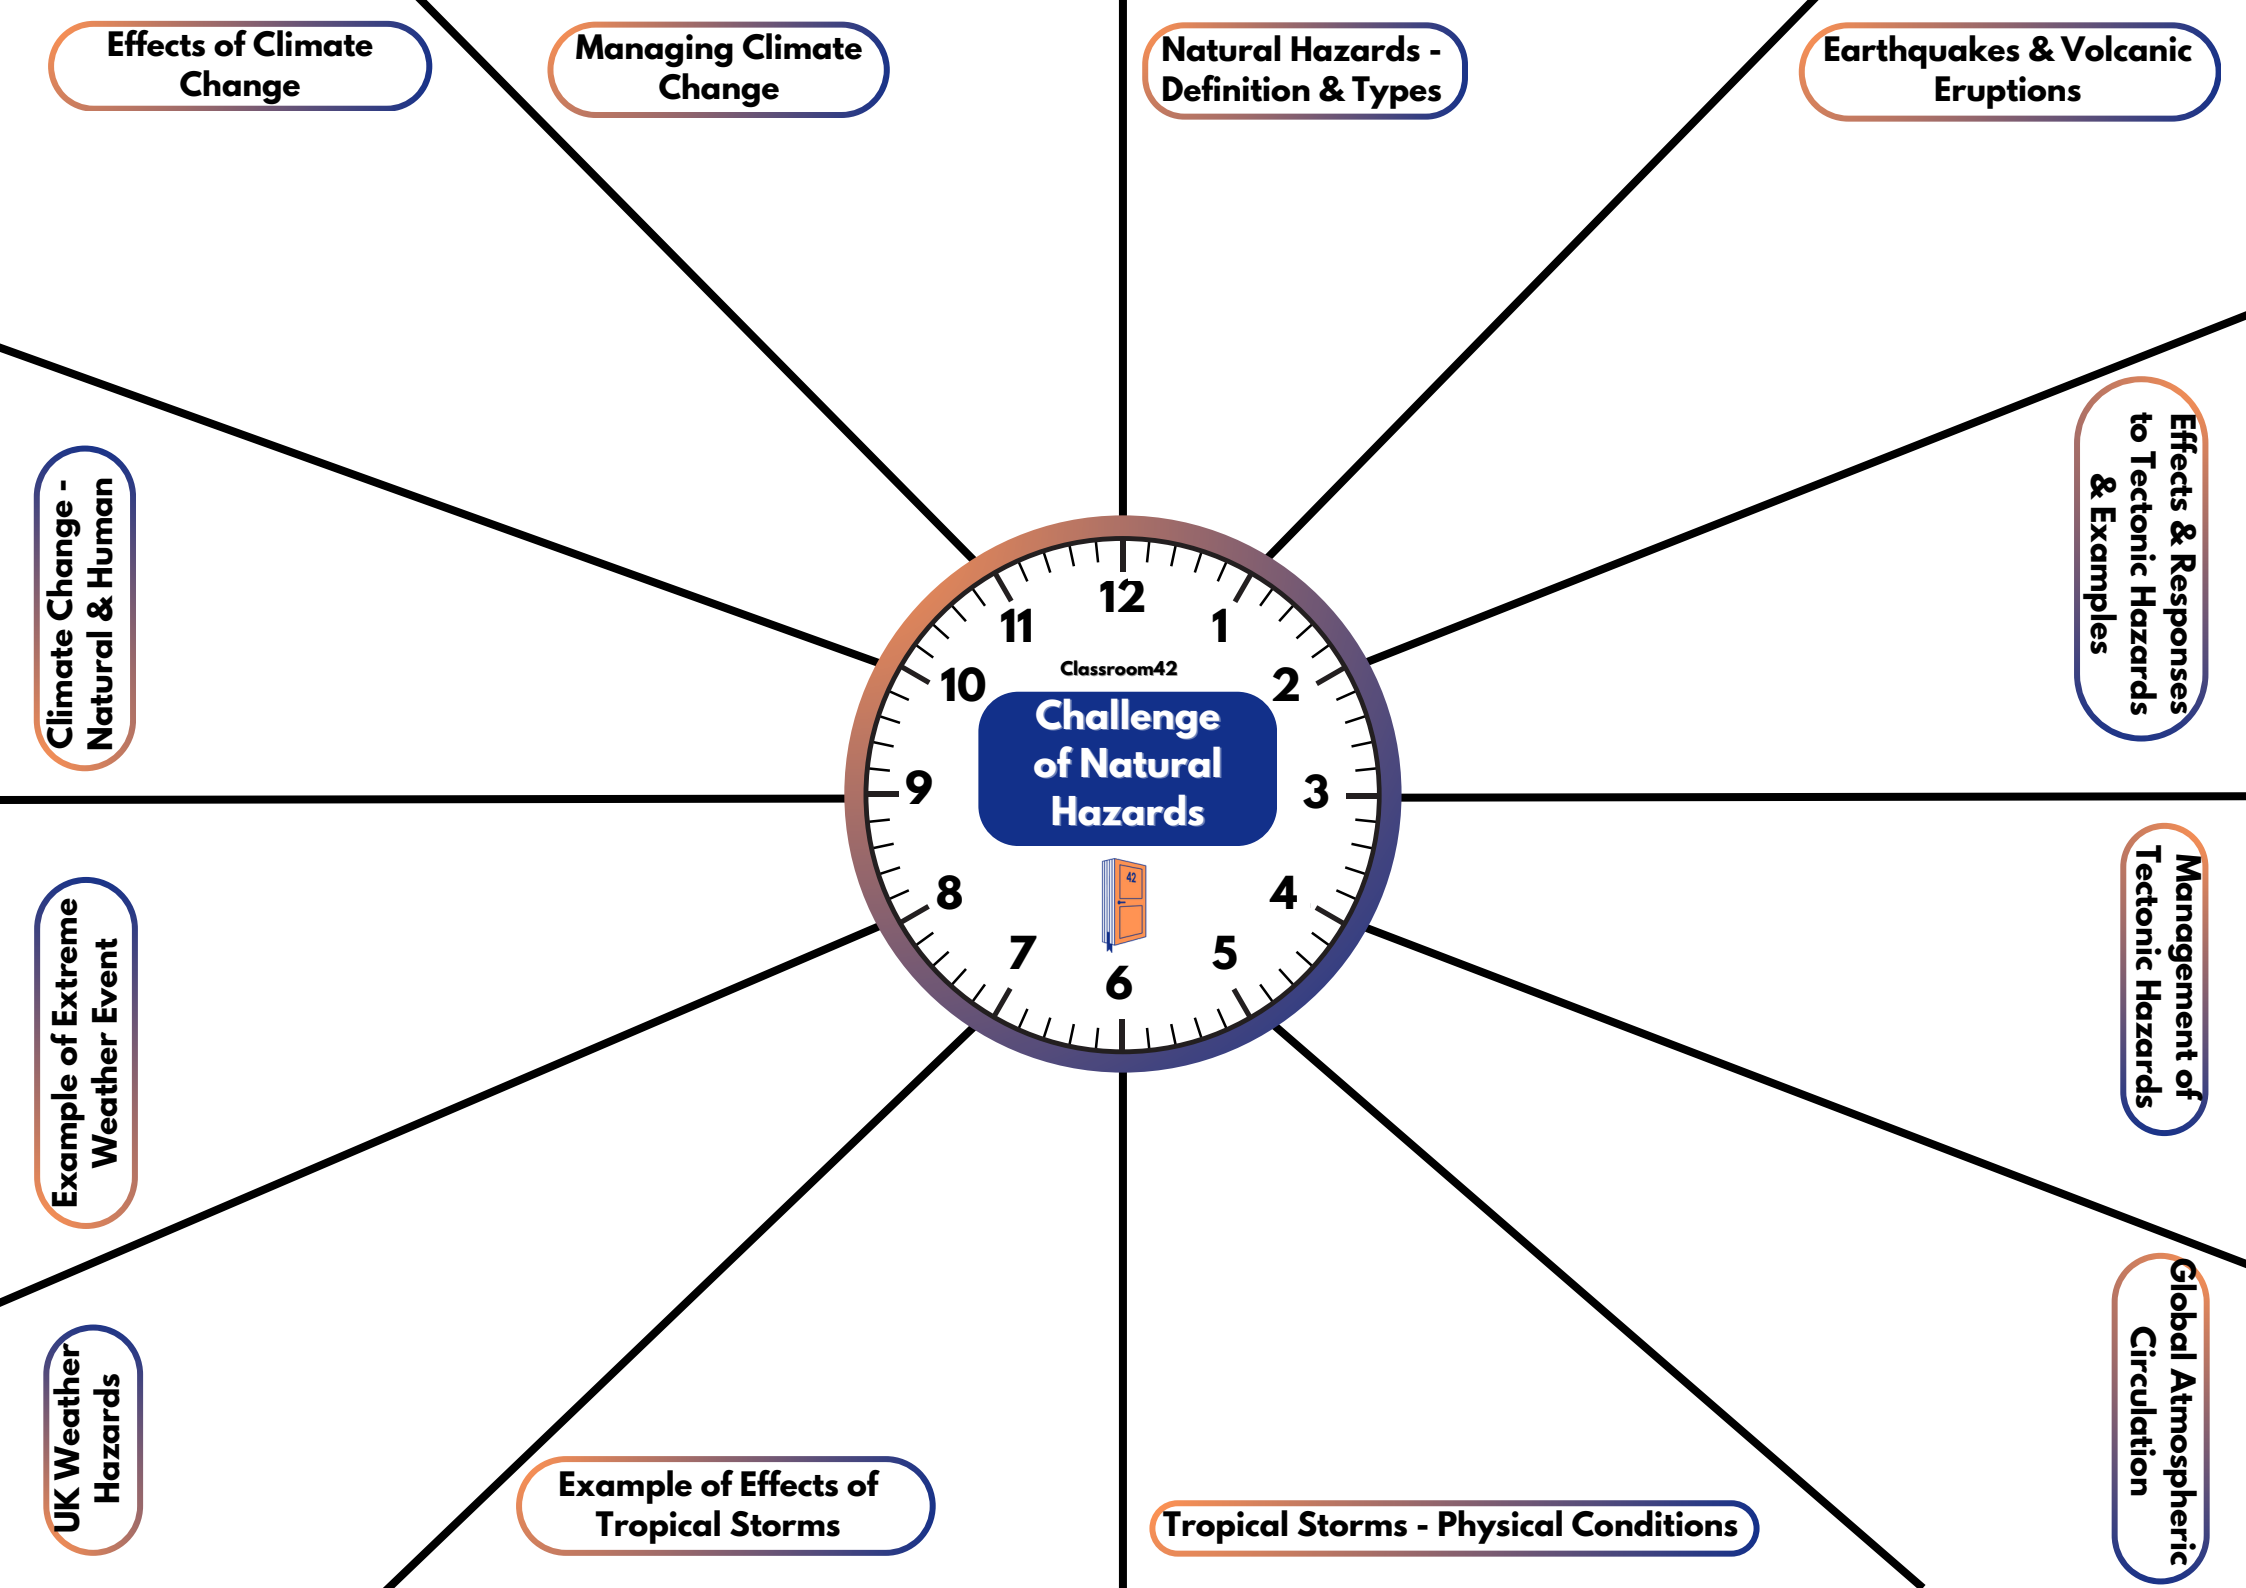 Effects of Climate
Change
Managing Climate
Change
Natural Hazards -
Definition & Types
Earthquakes & Volcanic
Eruptions
Effects & Responses
to Tectonic Hazards
& Examples
Management of
Tectonic Hazards
Global Atmospheric
Circulation
Tropical Storms - Physical Conditions
Example of Effects of
Tropical Storms
UK Weather
Hazards
Example of Extreme
Weather Event
Climate Change -
Natural & Human
12
1
2
3
4
5
6
7
8
9
10
11
Classroom42
Challenge
of Natural
Hazards
42